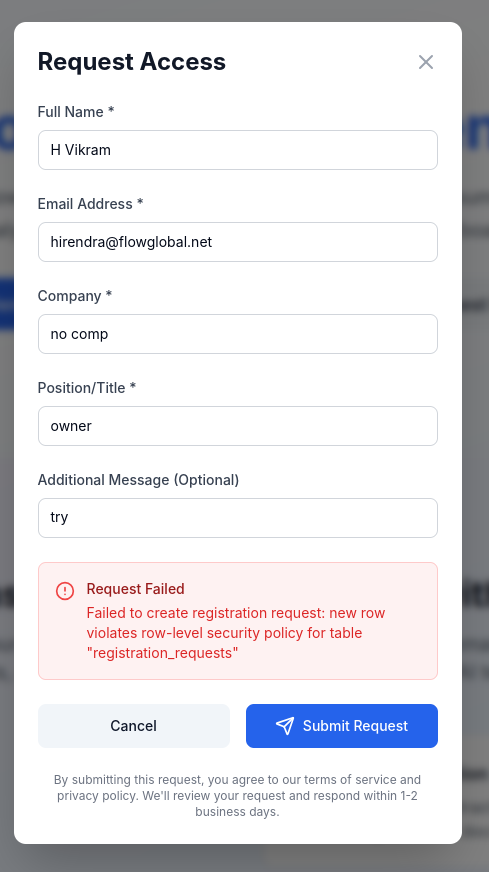 Request Access
Full Name *
H Vikram
Email Address *
hirendra@flowglobal.net
Company *
no comp
Position/Title *
owner
Additional Message (Optional)
try
Request Failed
Failed to create registration request: new row
violates row-level security policy for table
"registration_requests"
Cancel
Submit Request
By submitting this request, you agree to our terms of service and
privacy policy. We'll review your request and respond within 1-2
business days.